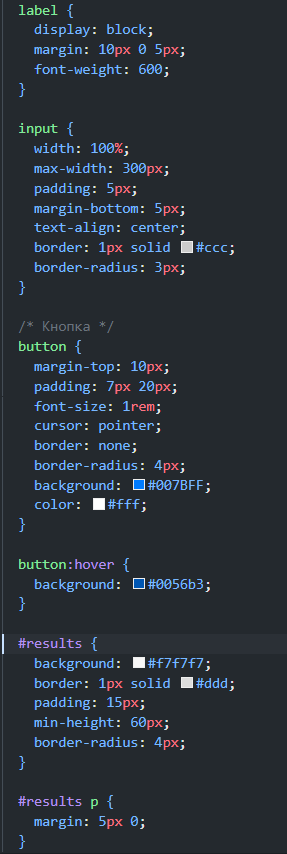 label {
display: block;
margin: 10px 0 5px;
font-weight: 600;
}
input {
width: 100%;
max-width: 300px;
padding: 5px;
margin-bottom: 5px;
text-align: center;
border: 1px solid #ccc;
border-radius: 3px;
}
/* Кнопка */
button {
margin-top: 10px;
padding: 7px 20px;
font-size: 1rem;
cursor: pointer;
border: none;
border-radius: 4px;
background: #007BFF;
color: #fff;
}
button:hover {
background: #0056b3;
}
#results {
background: #f7f7f7;
border: 1px solid #ddd;
padding: 15px;
min-height: 60px;
border-radius: 4px;
}
#results p {
margin: 5px 0;
}